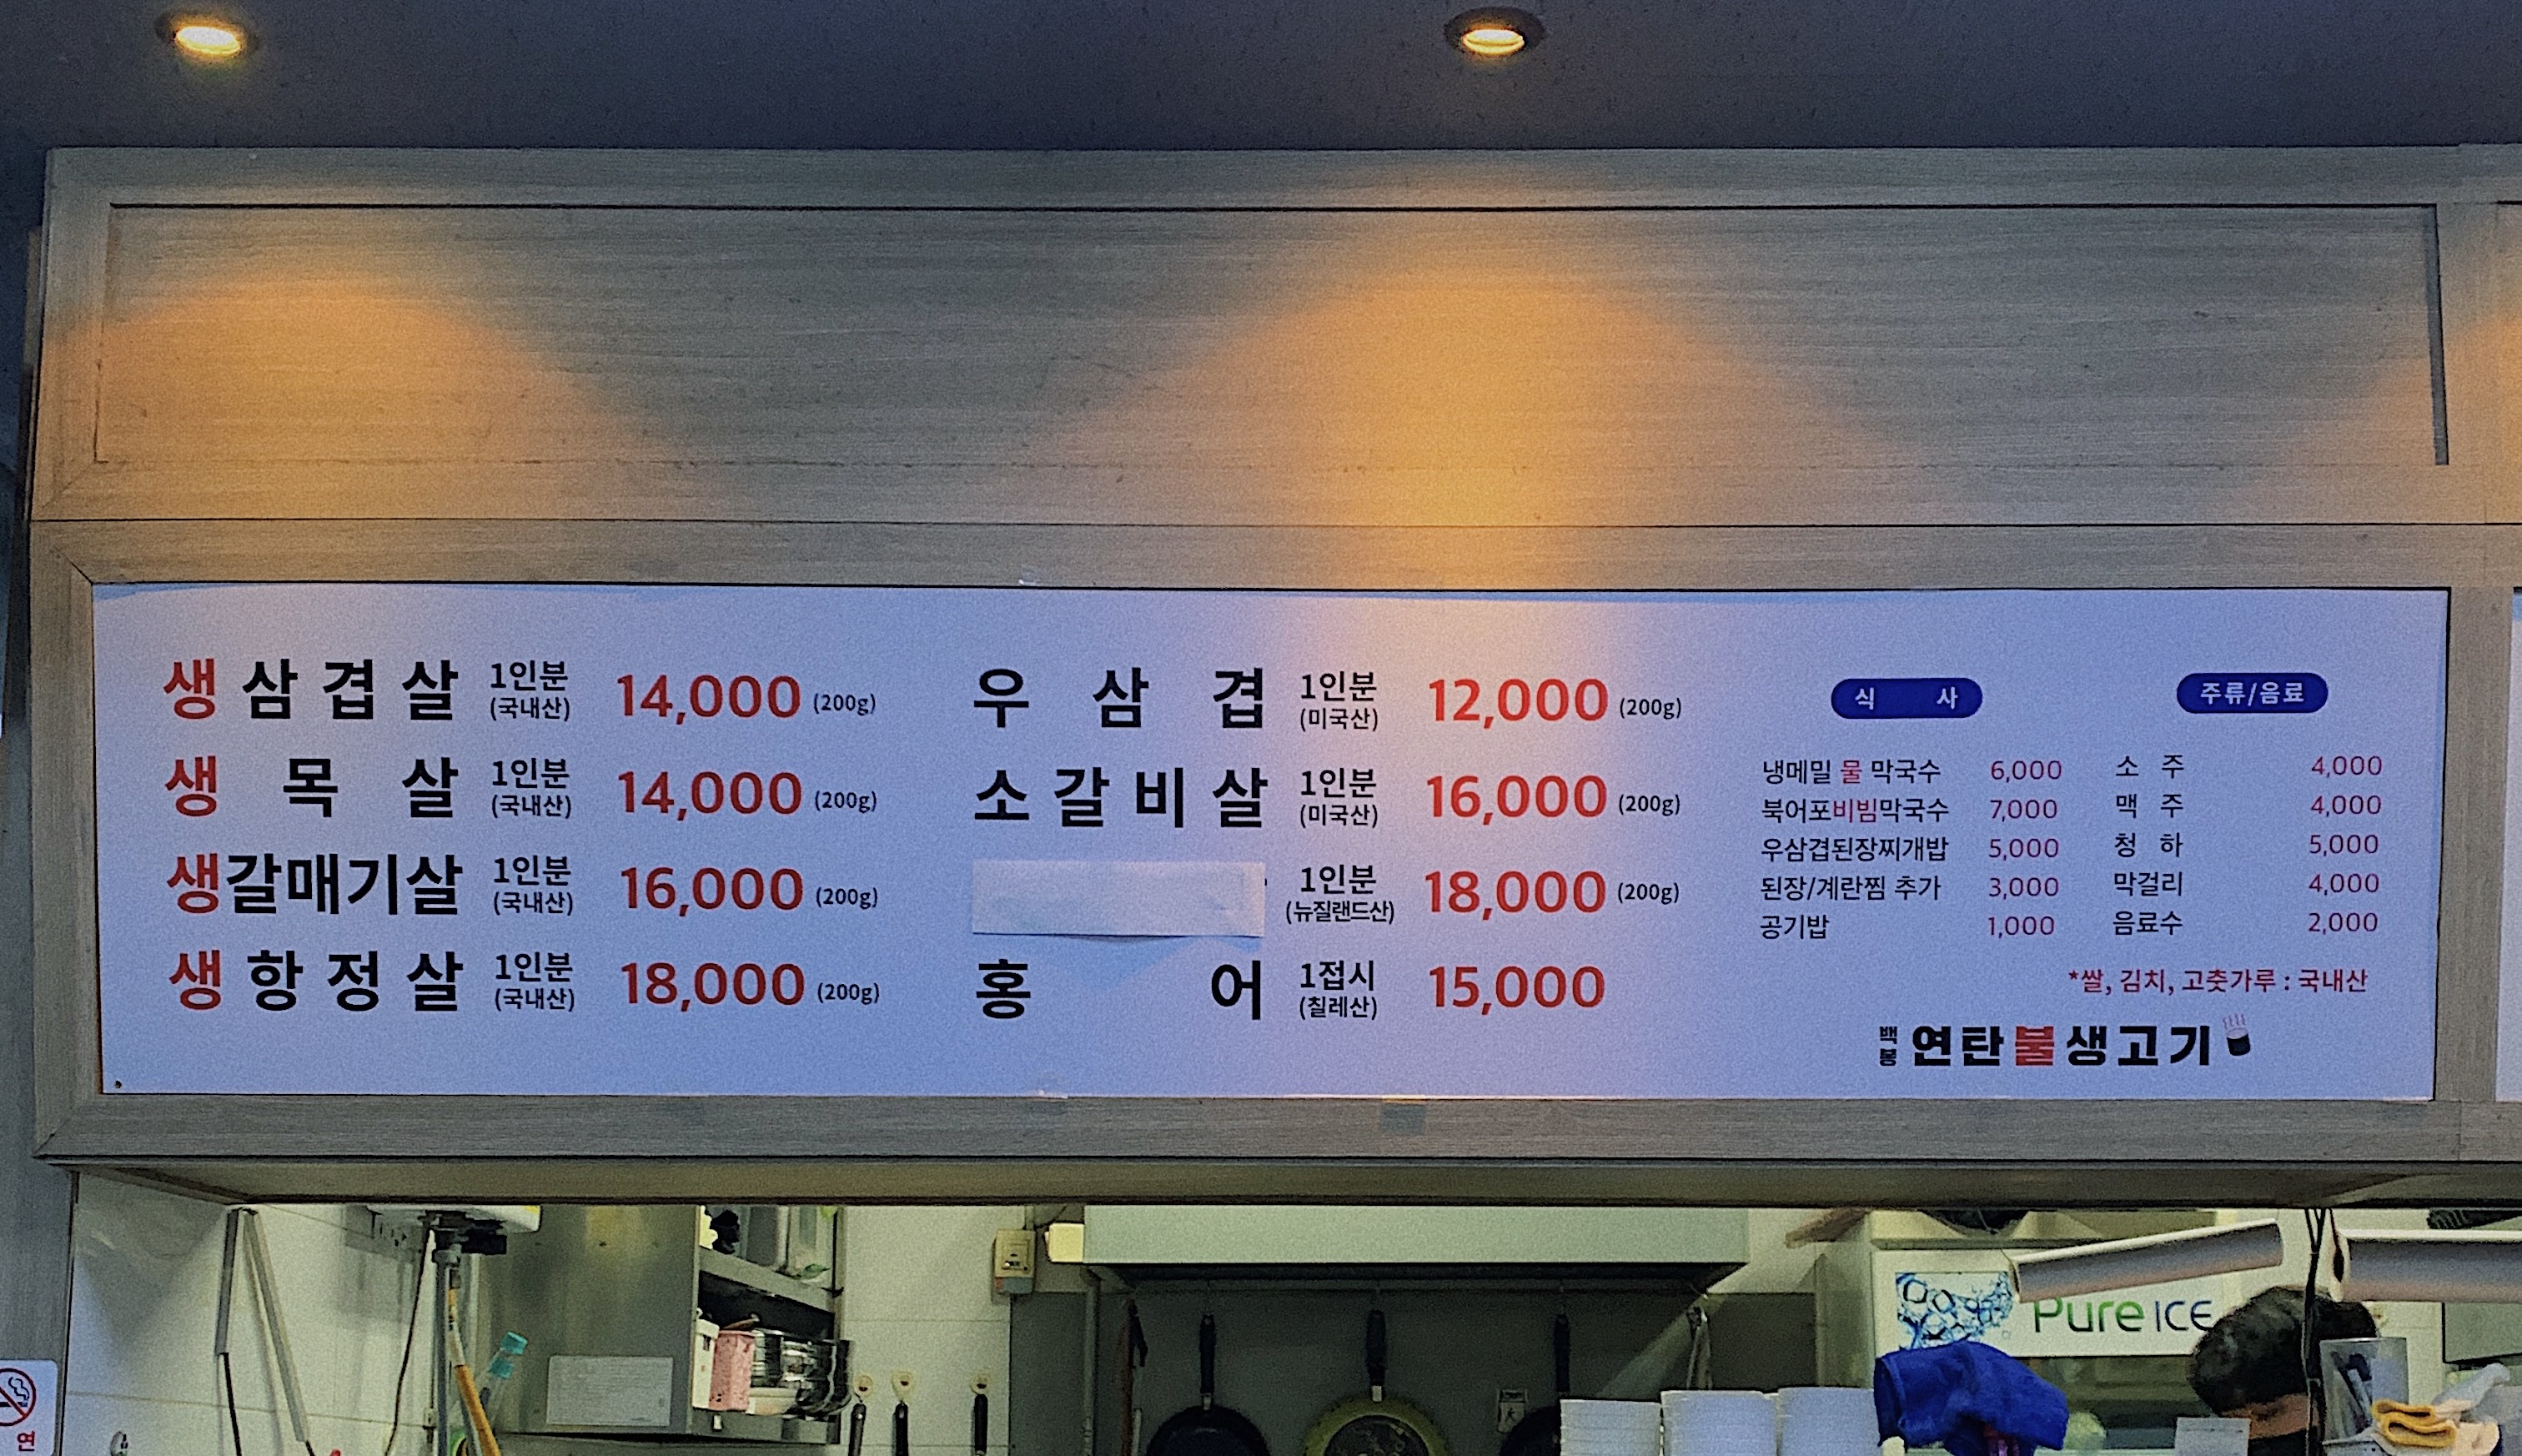 생삼겹살 1인분 (국내산) 14,000 (200g)
생목살 1인분 (국내산) 14,000 (200g)
생갈매기살 1인분 (국내산) 16,000 (200g)
생항정살 1인분 (국내산) 18,000 (200g)
우삼겹 1인분 (미국산) 12,000 (200g)
소갈비살 1인분 (미국산) 16,000 (200g)
1인분 (뉴질랜드산) 18,000 (200g)
홍어 1접시 (칠레산) 15,000
식사
냉메밀 물 막국수 6,000
북어포비빔막국수 7,000
우삼겹된장찌개밥 5,000
된장/계란찜 추가 3,000
공기밥 1,000
주류/음료
소주 4,000
맥주 4,000
청하 5,000
막걸리 4,000
음료수 2,000
*쌀, 김치, 고춧가루 : 국내산
백봉 연탄불생고기
Pure ICE
연